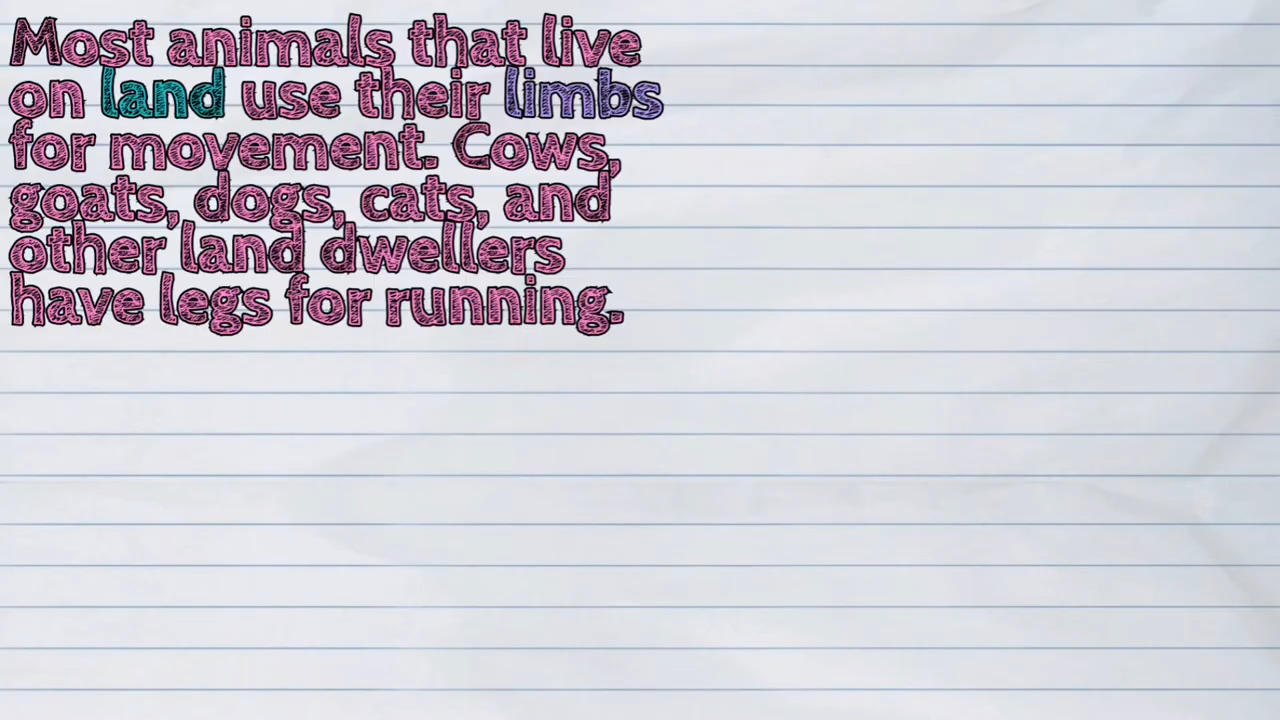 Most animals that live
on land use their limbs
for movement. Cows,
goats, dogs, cats, and
other land dwellers
have legs for running.